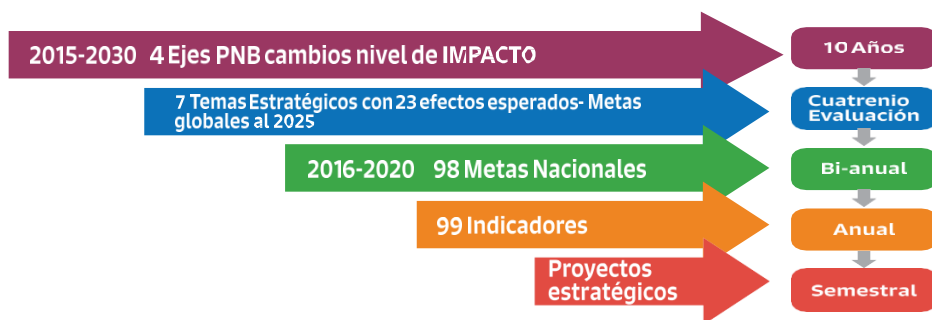 2015-2030 4 Ejes PNB cambios nivel de IMPACTO
10 Años
7 Temas Estratégicos con 23 efectos esperados- Metas
globales al 2025
Cuatrenio
Evaluación
2016-2020 98 Metas Nacionales
Bi-anual
99 Indicadores
Anual
Proyectos
estratégicos
Semestral